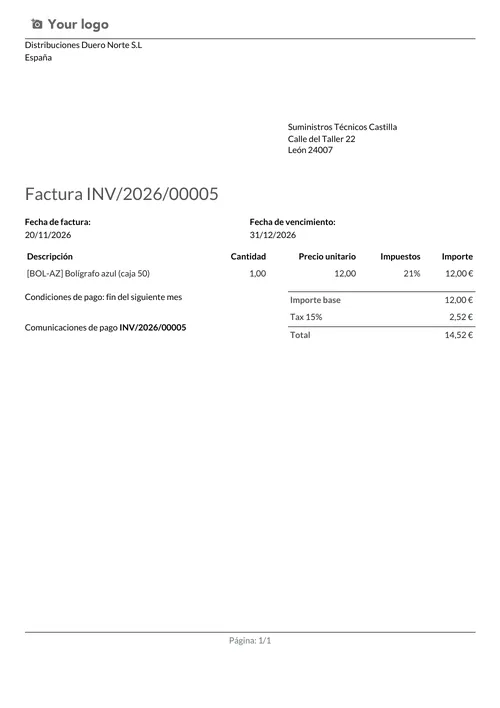 Your logo
Distribuciones Duero Norte S.L
España
Suministros Técnicos Castilla
Calle del Taller 22
León 24007
Factura INV/2026/00005
Fecha de factura: Fecha de vencimiento:
20/11/2026 31/12/2026
Descripción Cantidad Precio unitario Impuestos Importe
[BOL-AZ] Bolígrafo azul (caja 50) 1,00 12,00 21% 12,00 €
Condiciones de pago: fin del siguiente mes
Importe base 12,00 €
Tax 15% 2,52 €
Comunicaciones de pago INV/2026/00005
Total 14,52 €
Página: 1/1